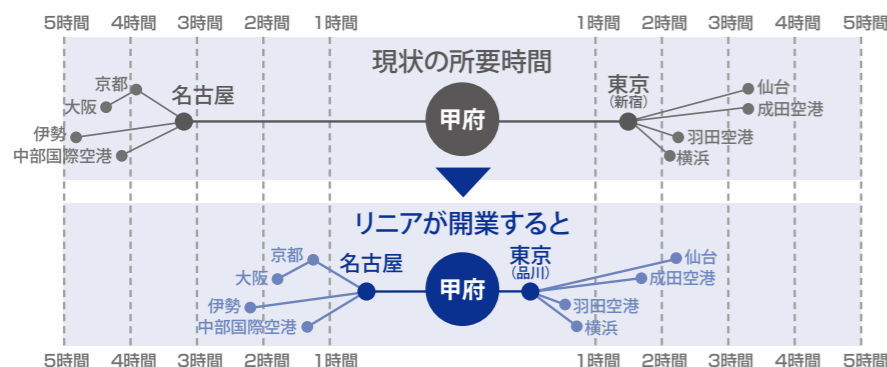 5時間 4時間 3時間 2時間 1時間 1時間 2時間 3時間 4時間 5時間
現状の所要時間
京都
大阪
伊勢
中部国際空港
名古屋
甲府
東京
(新宿)
仙台
成田空港
羽田空港
横浜
リニアが開業すると
京都
大阪
伊勢
中部国際空港
名古屋
甲府
東京
(品川)
仙台
成田空港
羽田空港
横浜
5時間 4時間 3時間 2時間 1時間 1時間 2時間 3時間 4時間 5時間